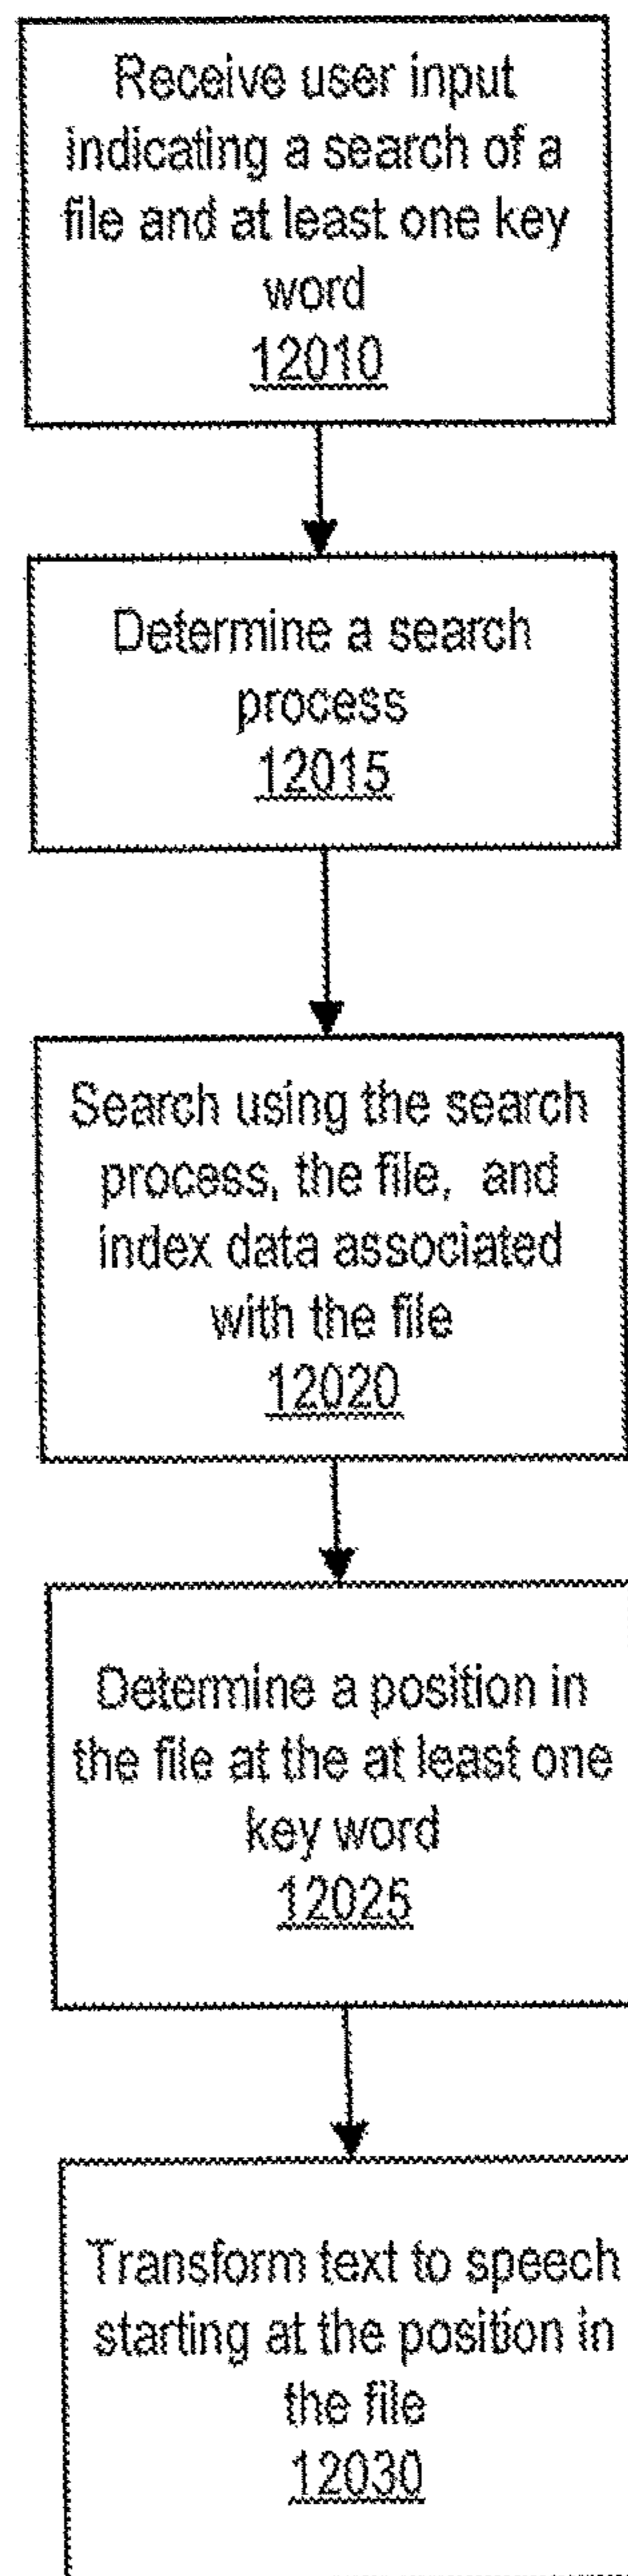 Receive user input
indicating a search of a
file and at least one key
word
12010
Determine a search
process
12015
Search using the search
process, the file, and
index data associated
with the file
12020
Determine a position in
the file at the at least one
key word
12025
Transform text to speech
starting at the position in
the file
12030